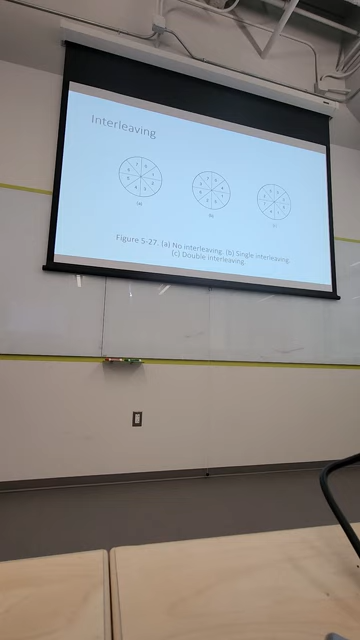 Interleaving
(a)
(b)
(c)
Figure 5-27. (a) No interleaving. (b) Single interleaving.
(c) Double interleaving.